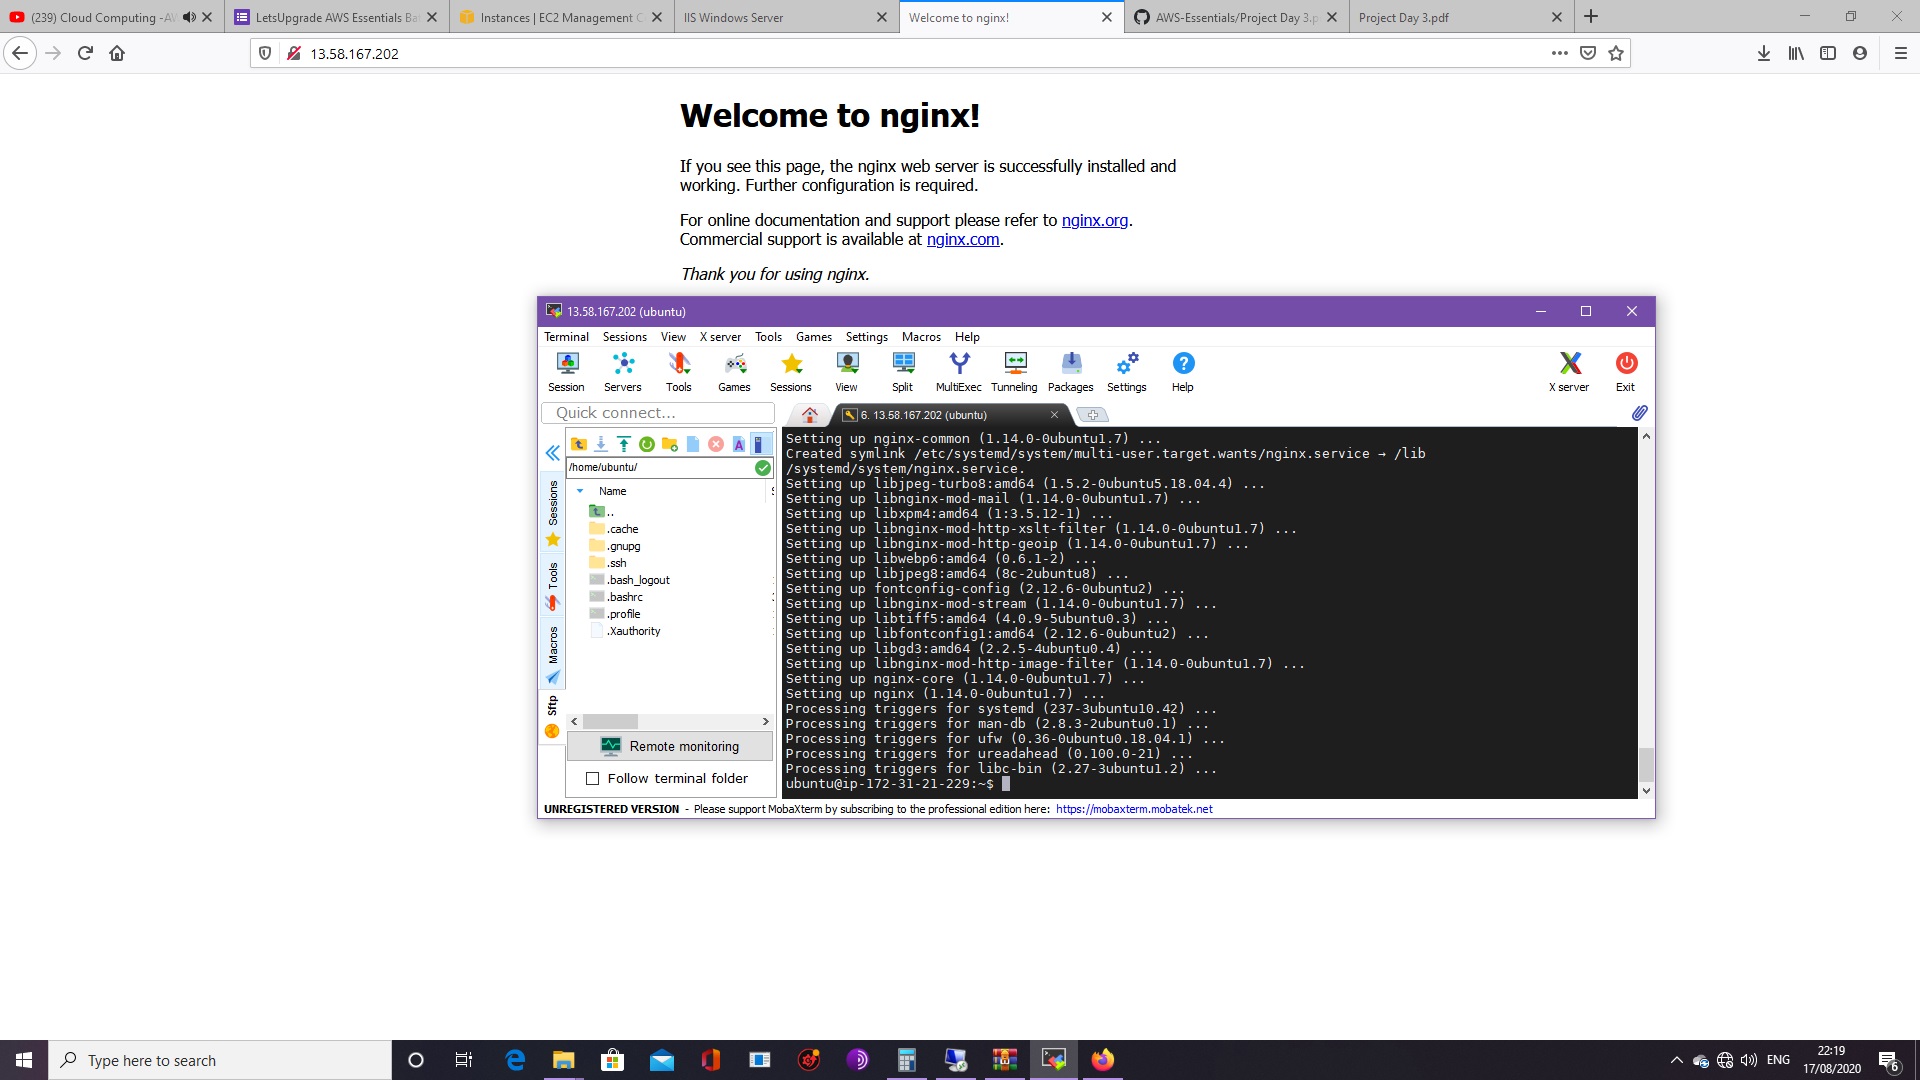 (239) Cloud Computing - AW
LetsUpgrade AWS Essentials Ba
Instances | EC2 Management C
IIS Windows Server
Welcome to nginx!
AWS-Essentials/Project Day 3.p
Project Day 3.pdf
13.58.167.202
Welcome to nginx!
If you see this page, the nginx web server is successfully installed and
working. Further configuration is required.
For online documentation and support please refer to nginx.org.
Commercial support is available at nginx.com.
Thank you for using nginx.
13.58.167.202 (ubuntu)
Terminal Sessions View X server Tools Games Settings Macros Help
Session Servers Tools Games Sessions View Split MultiExec Tunneling Packages Settings Help X server Exit
Quick connect...
6. 13.58.167.202 (ubuntu)
/home/ubuntu/
Name
..
.cache
.gnupg
.ssh
.bash_logout
.bashrc
.profile
.Xauthority
Sessions
Tools
Macros
Sftp
Remote monitoring
Follow terminal folder
Setting up nginx-common (1.14.0-0ubuntu1.7) ...
Created symlink /etc/systemd/system/multi-user.target.wants/nginx.service → /lib
/systemd/system/nginx.service.
Setting up libjpeg-turbo8:amd64 (1.5.2-0ubuntu5.18.04.4) ...
Setting up libnginx-mod-mail (1.14.0-0ubuntu1.7) ...
Setting up libxpm4:amd64 (1:3.5.12-1) ...
Setting up libnginx-mod-http-xslt-filter (1.14.0-0ubuntu1.7) ...
Setting up libnginx-mod-http-geoip (1.14.0-0ubuntu1.7) ...
Setting up libwebp6:amd64 (0.6.1-2) ...
Setting up libjpeg8:amd64 (8c-2ubuntu8) ...
Setting up fontconfig-config (2.12.6-0ubuntu2) ...
Setting up libnginx-mod-stream (1.14.0-0ubuntu1.7) ...
Setting up libtiff5:amd64 (4.0.9-5ubuntu0.3) ...
Setting up libfontconfig1:amd64 (2.12.6-0ubuntu2) ...
Setting up libgd3:amd64 (2.2.5-4ubuntu0.4) ...
Setting up libnginx-mod-http-image-filter (1.14.0-0ubuntu1.7) ...
Setting up nginx-core (1.14.0-0ubuntu1.7) ...
Setting up nginx (1.14.0-0ubuntu1.7) ...
Processing triggers for systemd (237-3ubuntu10.42) ...
Processing triggers for man-db (2.8.3-2ubuntu0.1) ...
Processing triggers for ufw (0.36-0ubuntu0.18.04.1) ...
Processing triggers for ureadahead (0.100.0-21) ...
Processing triggers for libc-bin (2.27-3ubuntu1.2) ...
ubuntu@ip-172-31-21-229:~$
UNREGISTERED VERSION - Please support MobaXterm by subscribing to the professional edition here: https://mobaxterm.mobatek.net
Type here to search
ENG
22:19
17/08/2020
6